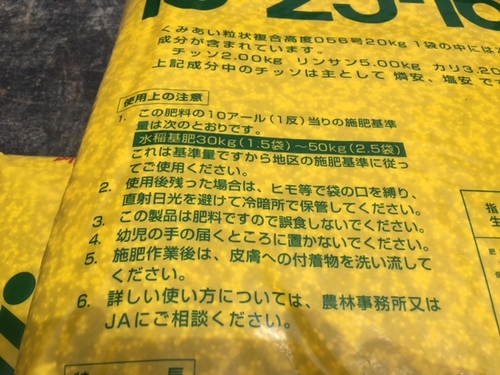 くみあい粒状複合高度056号20kg 1袋の中には
成分が含まれています。
チッソ2.00kg リンサン5.00kg カリ3.20
上記成分中のチッソは主として 燐安、塩安 で
使用上の注意
1. この肥料の10アール(1反)当りの施肥基準
量は次のとおりです。
水稲基肥30kg(1.5袋)～50kg(2.5袋)
これは基準量ですから地区の施肥基準に従っ
てご使用ください。
2. 使用後残った場合は、ヒモ等で袋の口を縛り、
直射日光を避けて冷暗所で保管してください。
3. この製品は肥料ですので誤食しないでください。
4. 幼児の手の届くところに置かないでください。
5. 施肥作業後は、皮膚への付着物を洗い流して
ください。
6. 詳しい使い方については、農林事務所又は
JAにご相談ください。
指
生
肥
特 長